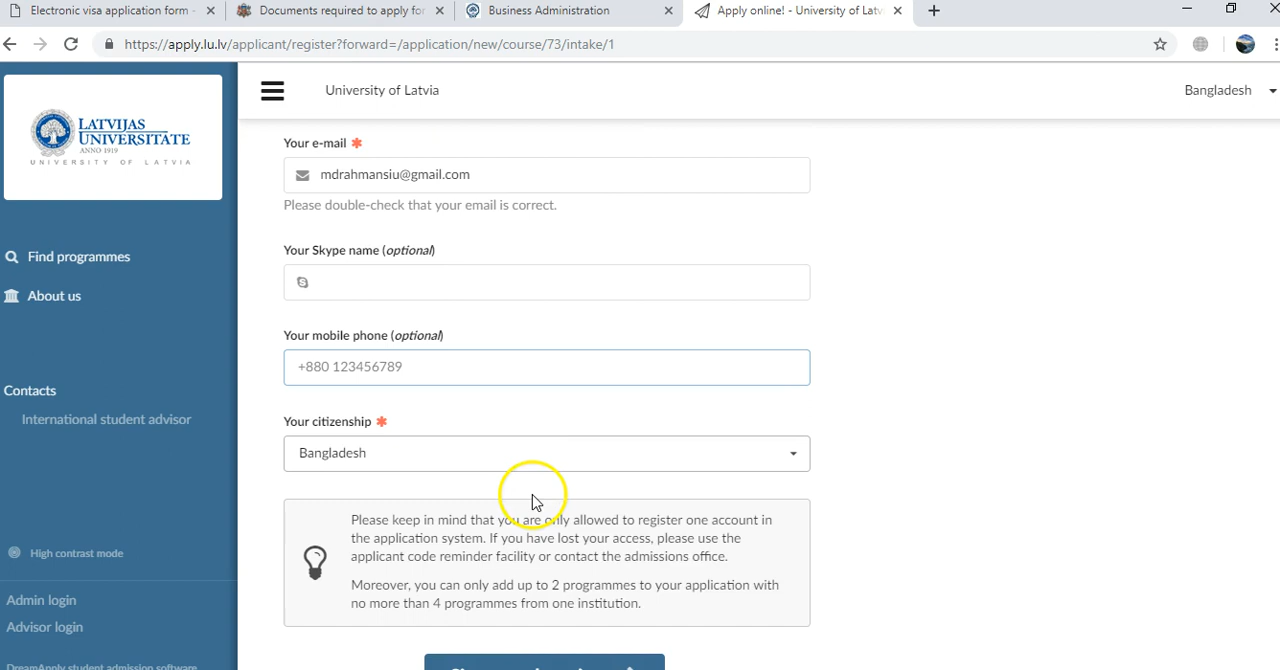 Electronic visa application form -
Documents required to apply for
Business Administration
Apply online! - University of Latv
https://apply.lu.lv/applicant/register?forward=/application/new/course/73/intake/1
LATVIJAS
UNIVERSITATE
ANNO 1919
UNIVERSITY OF LATVIA
University of Latvia
Bangladesh
Find programmes
About us
Contacts
International student advisor
High contrast mode
Admin login
Advisor login
DreamApply student admission software
Your e-mail *
mdrahmansiu@gmail.com
Please double-check that your email is correct.
Your Skype name (optional)
Your mobile phone (optional)
+880 123456789
Your citizenship *
Bangladesh
Please keep in mind that you are only allowed to register one account in
the application system. If you have lost your access, please use the
applicant code reminder facility or contact the admissions office.
Moreover, you can only add up to 2 programmes to your application with
no more than 4 programmes from one institution.